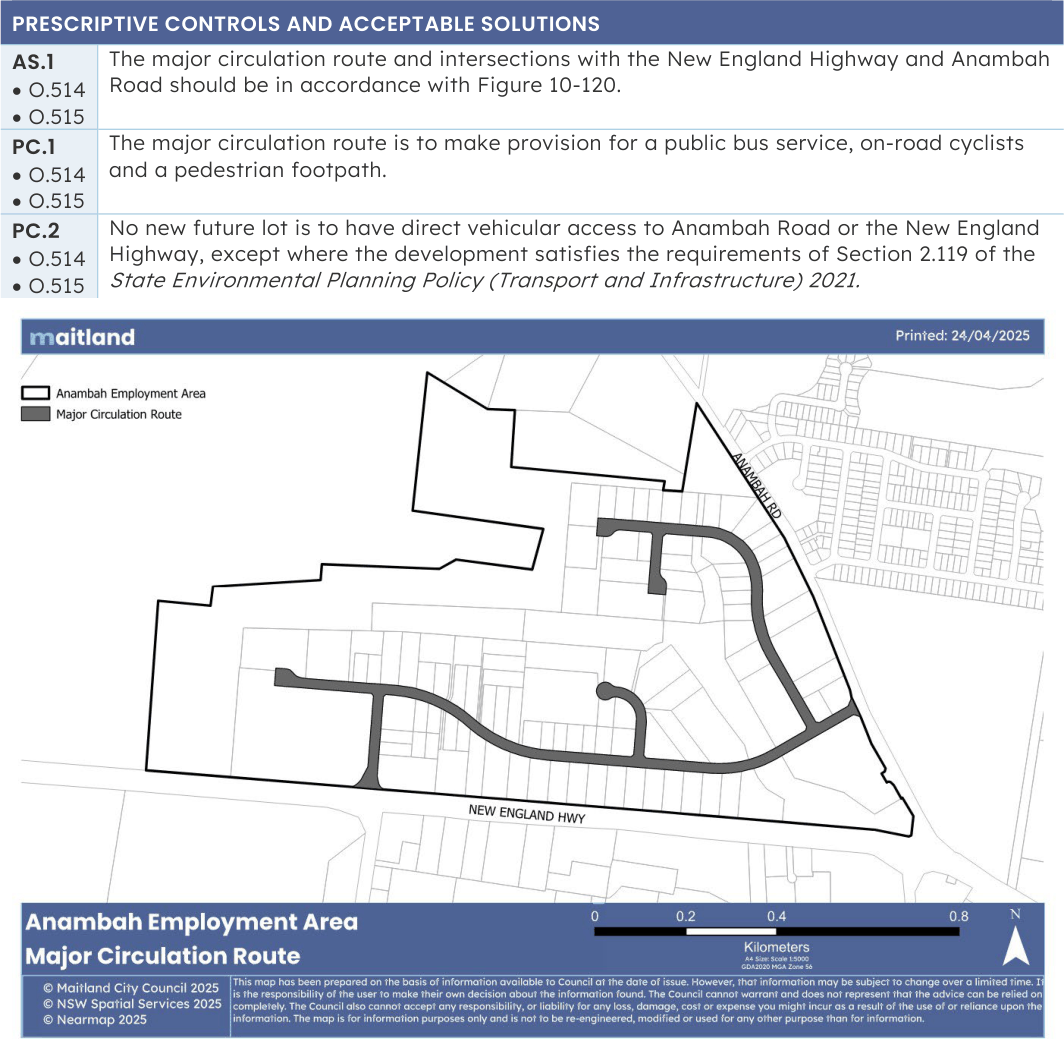 PRESCRIPTIVE CONTROLS AND ACCEPTABLE SOLUTIONS
AS.1
• O.514
• O.515
The major circulation route and intersections with the New England Highway and Anambah
Road should be in accordance with Figure 10-120.
PC.1
• O.514
• O.515
The major circulation route is to make provision for a public bus service, on-road cyclists
and a pedestrian footpath.
PC.2
• O.514
• O.515
No new future lot is to have direct vehicular access to Anambah Road or the New England
Highway, except where the development satisfies the requirements of Section 2.119 of the
State Environmental Planning Policy (Transport and Infrastructure) 2021.
maitland
Printed: 24/04/2025
Anambah Employment Area
Major Circulation Route
ANAMBAH RD
NEW ENGLAND HWY
Anambah Employment Area
Major Circulation Route
0 0.2 0.4 0.8
Kilometers
A4 Size: Scale 1:5000
GDA2020 MGA Zone 56
N
© Maitland City Council 2025
© NSW Spatial Services 2025
© Nearmap 2025
This map has been prepared on the basis of information available to Council at the date of issue. However, that information may be subject to change over a limited time. It
is the responsibility of the user to make their own decision about the information found. The Council cannot warrant and does not represent that the advice can be relied on
completely. The Council also cannot accept any responsibility, or liability for any loss, damage, cost or expense you might incur as a result of the use of or reliance upon the
information. The map is for information purposes only and is not to be re-engineered, modified or used for any other purpose than for information.